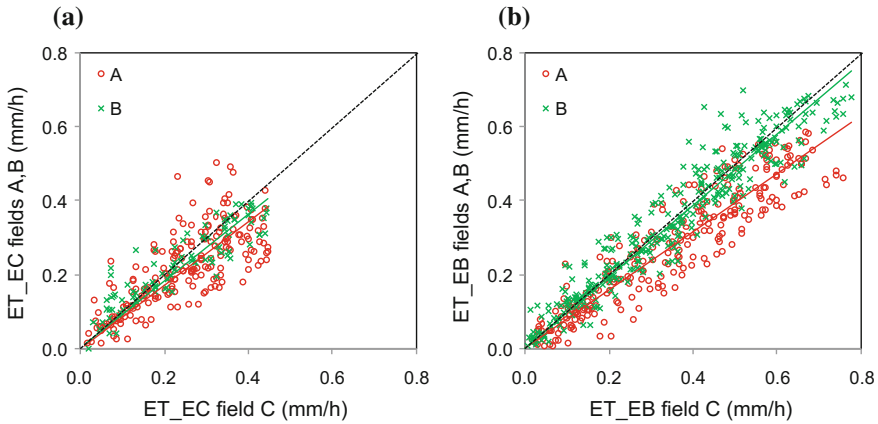 (a)
ET_EC fields A,B (mm/h)
0.8
0.6
0.4
0.2
0.0
A
B
0.0 0.2 0.4 0.6 0.8
ET_EC field C (mm/h)
(b)
ET_EB fields A,B (mm/h)
0.8
0.6
0.4
0.2
0.0
A
B
0.0 0.2 0.4 0.6 0.8
ET_EB field C (mm/h)